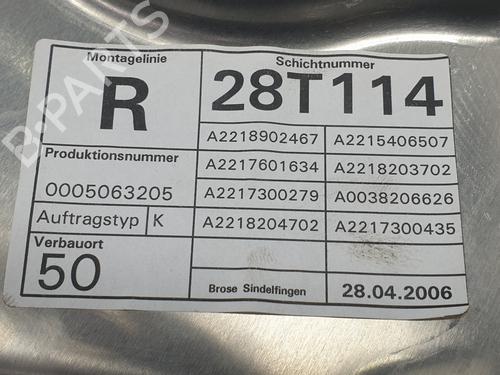 Montagelinie
R
Schichtnummer
28T114
Produktionsnummer
0005063205
Auftragstyp K
Verbauort
50
A2218902467 A2215406507
A2217601634 A2218203702
A2217300279 A0038206626
A2218204702 A2217300435
Brose Sindelfingen
28.04.2006
B-PARTS